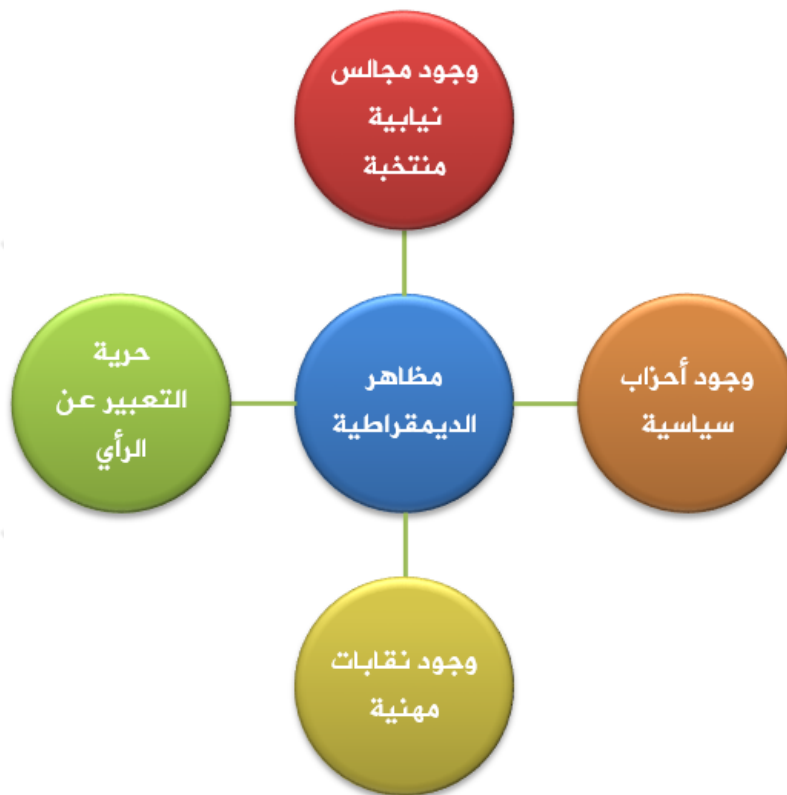 وجود مجالس
نيابية
منتخبة
وجود أحزاب
سياسية
مظاهر
الديمقراطية
حرية
التعبير عن
الرأي
وجود نقابات
مهنية